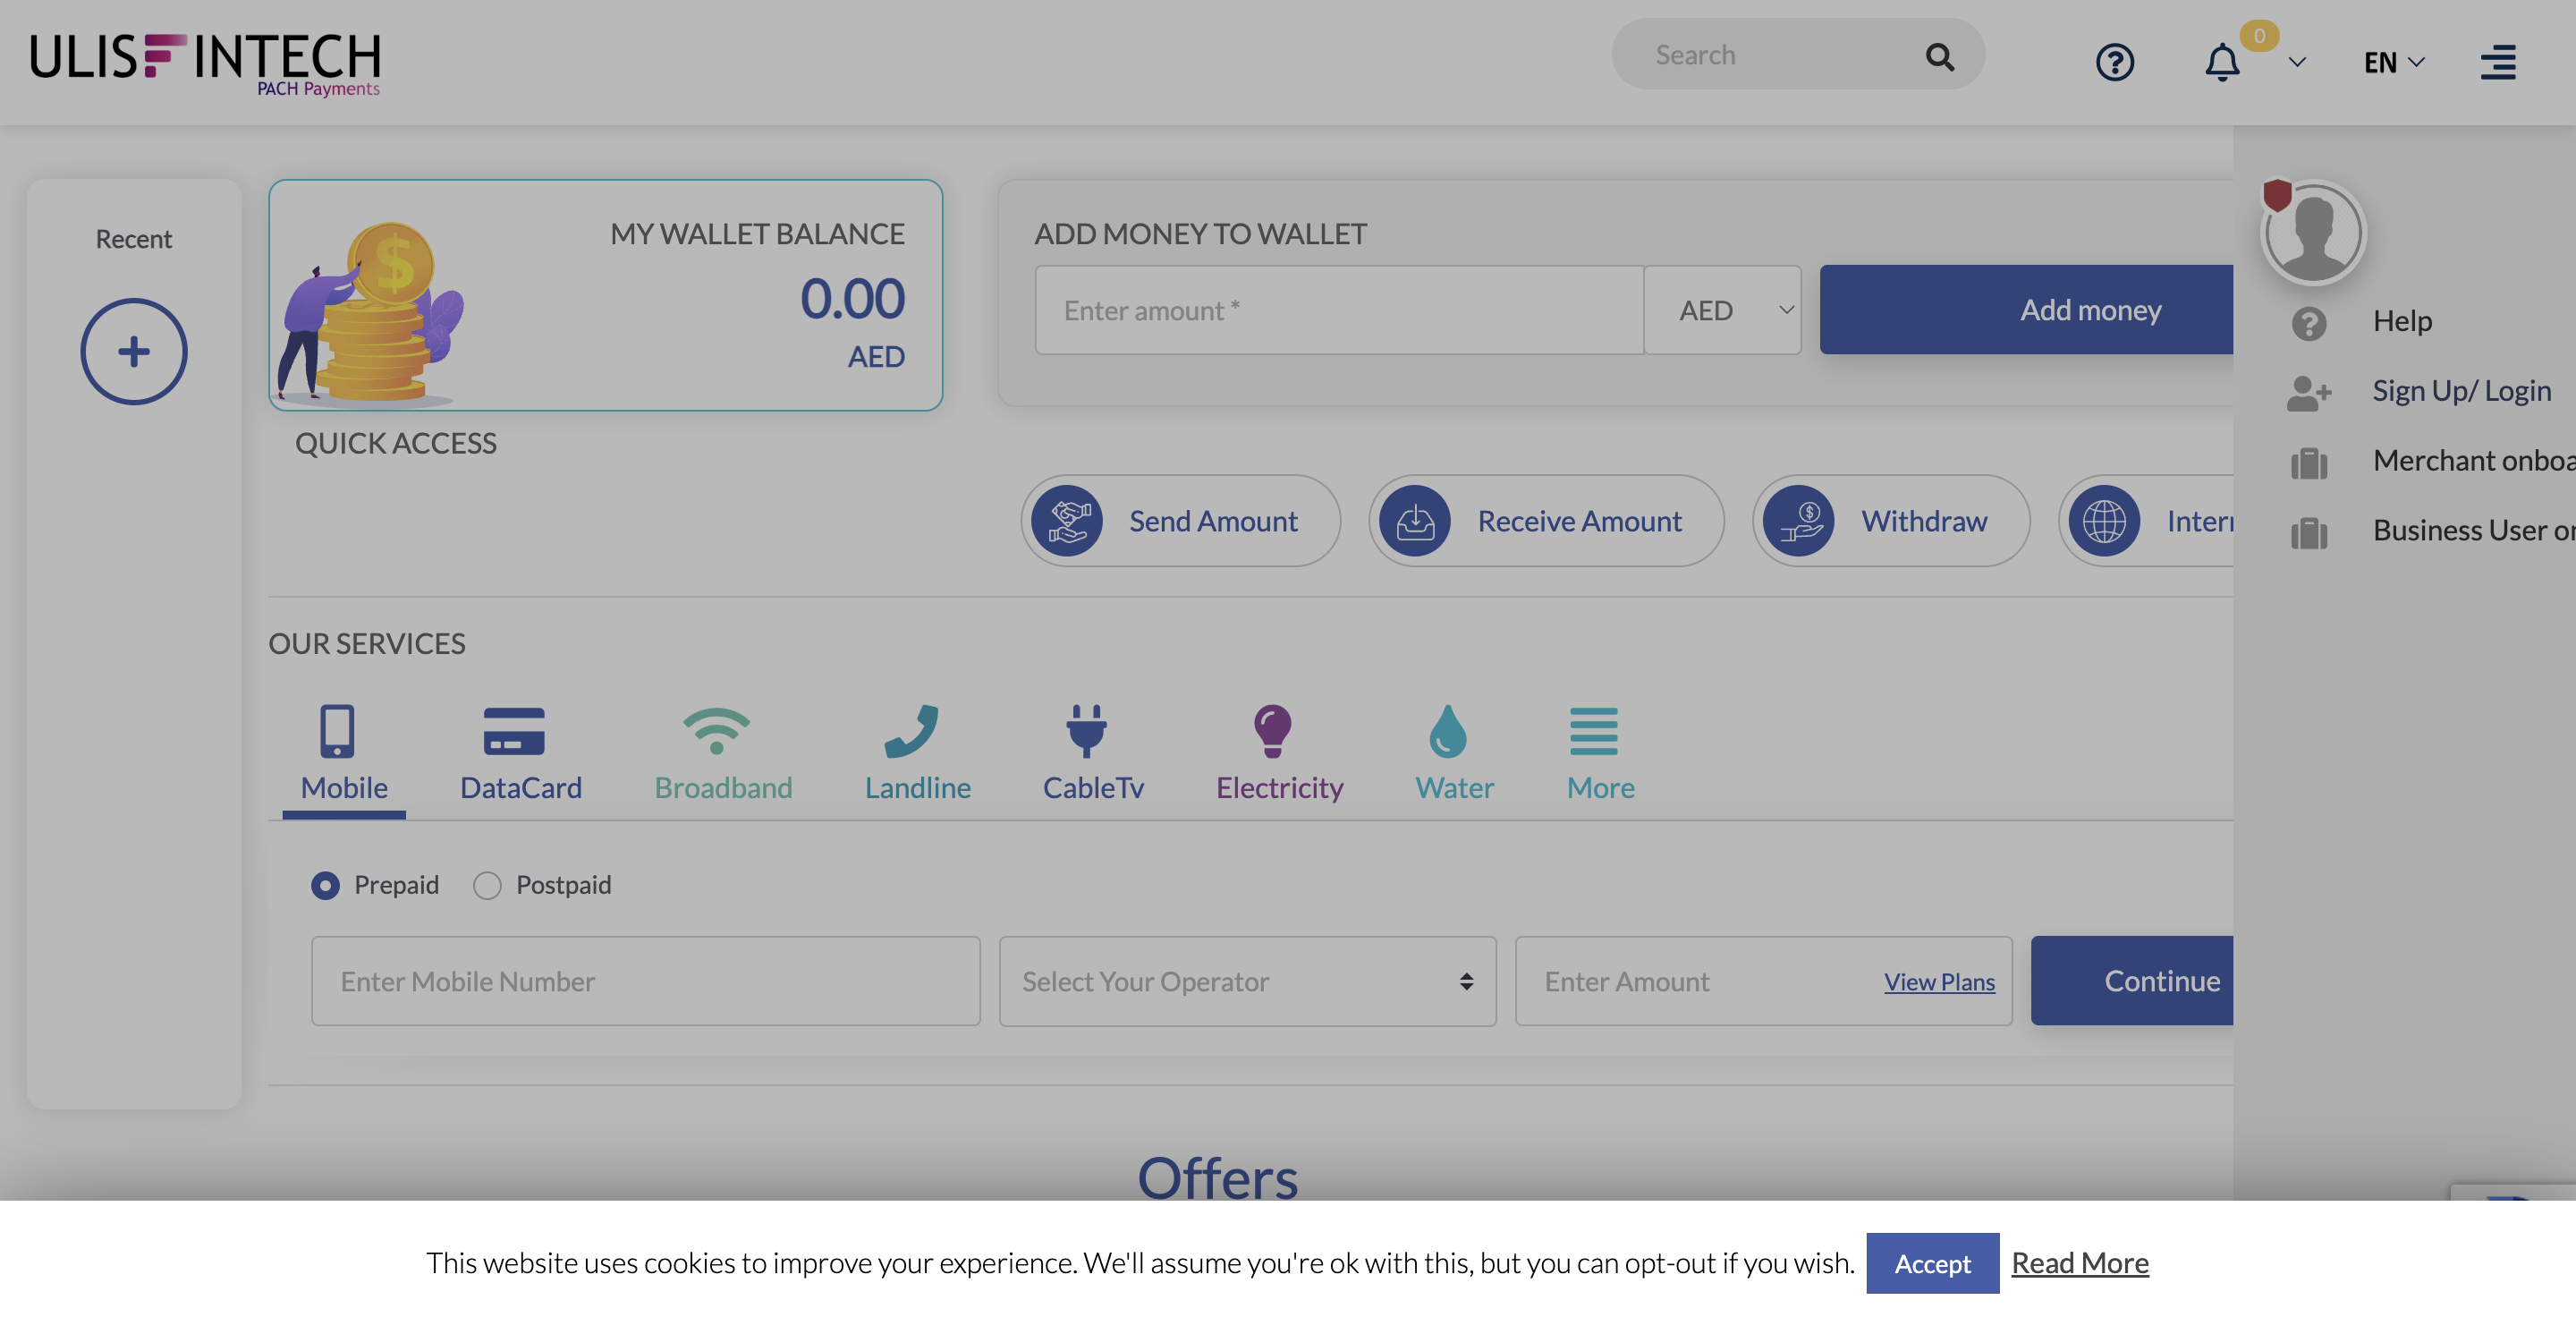 ULISFINTECH
PACH Payments
Search
0
EN
Recent
MY WALLET BALANCE
0.00
AED
ADD MONEY TO WALLET
Enter amount *
AED
Add money
Help
Sign Up/ Login
Merchant onboa
Business User on
QUICK ACCESS
Send Amount
Receive Amount
Withdraw
Intern
OUR SERVICES
Mobile
DataCard
Broadband
Landline
CableTv
Electricity
Water
More
Prepaid
Postpaid
Enter Mobile Number
Select Your Operator
Enter Amount
View Plans
Continue
Offers
This website uses cookies to improve your experience. We'll assume you're ok with this, but you can opt-out if you wish.
Accept
Read More